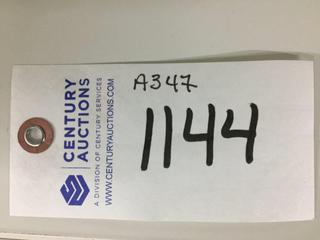 CENTURY
AUCTIONS
A DIVISION OF CENTURY SERVICES
WWW.CENTURYAUCTIONS.COM
A347
1144